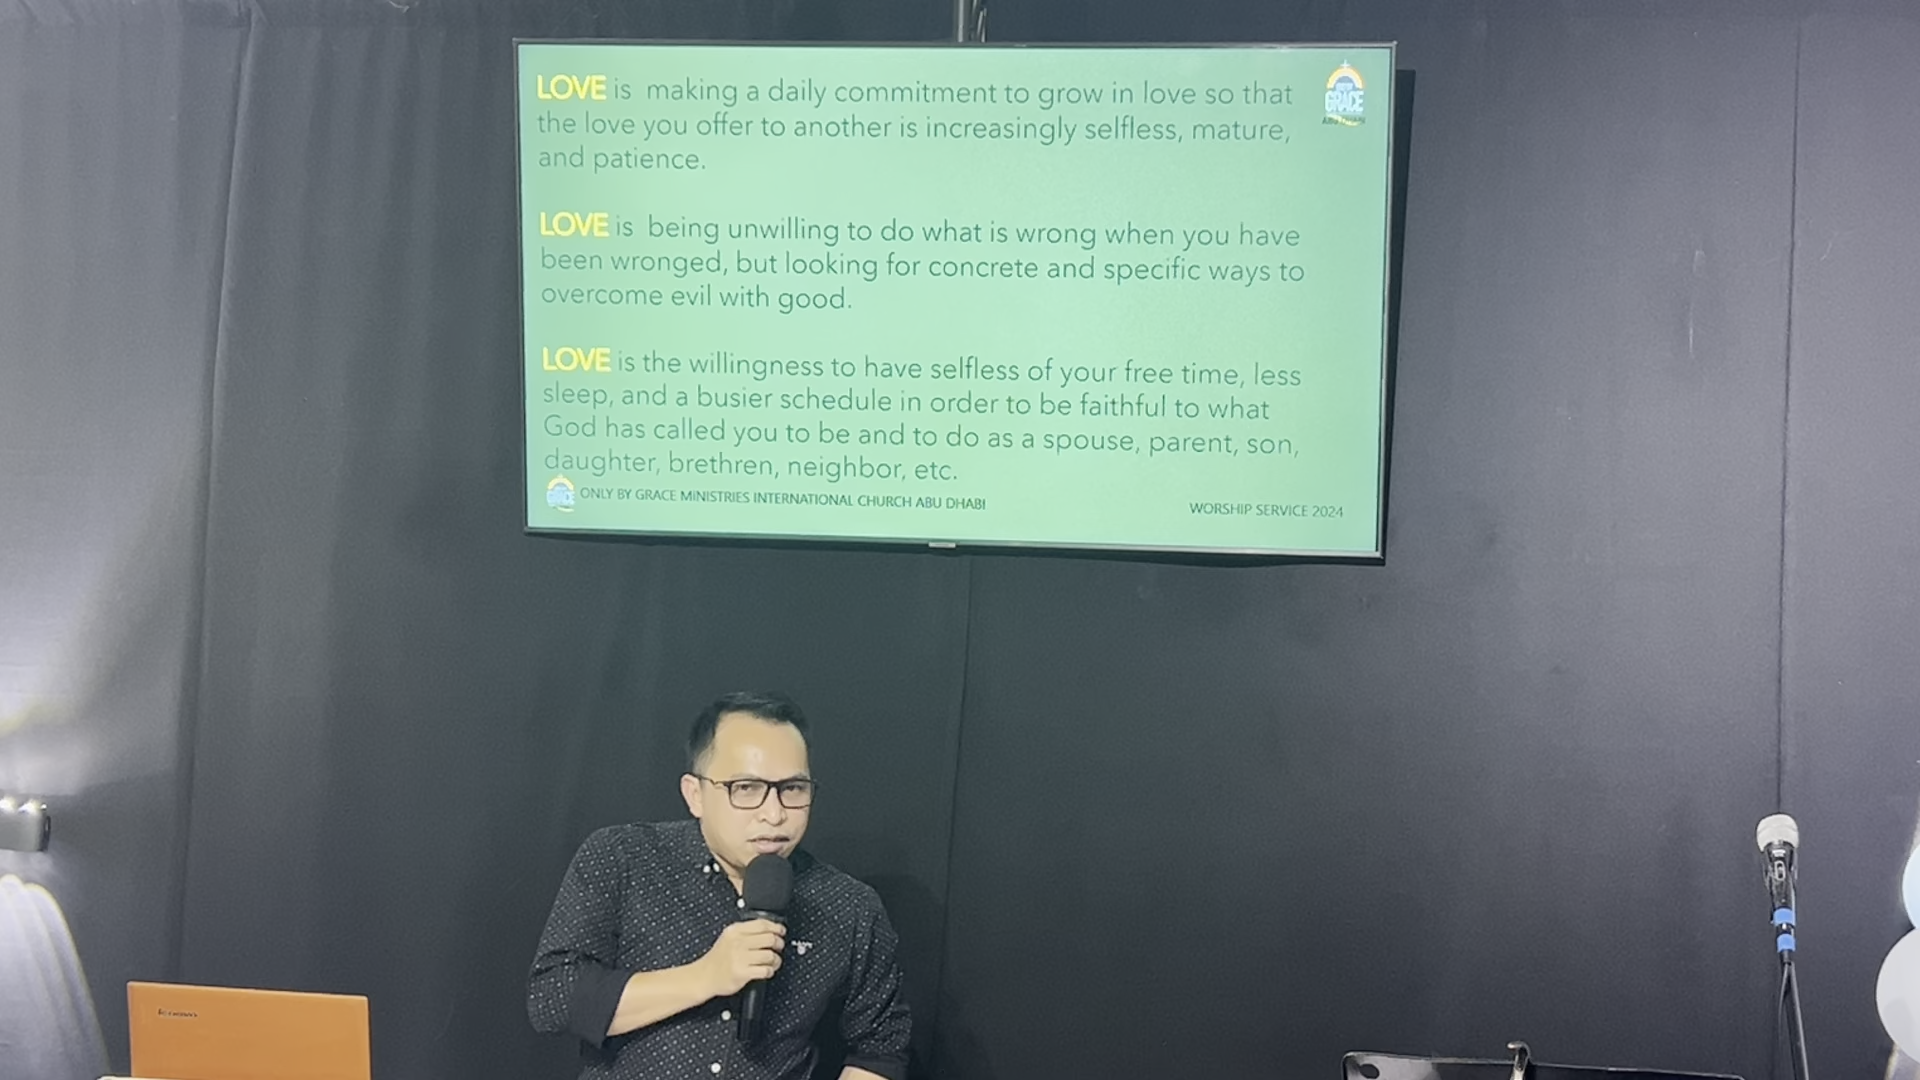 LOVE is making a daily commitment to grow in love so that
the love you offer to another is increasingly selfless, mature,
and patience.
LOVE is being unwilling to do what is wrong when you have
been wronged, but looking for concrete and specific ways to
overcome evil with good.
LOVE is the willingness to have selfless of your free time, less
sleep, and a busier schedule in order to be faithful to what
God has called you to be and to do as a spouse, parent, son,
daughter, brethren, neighbor, etc.
GRACE
ABU DHABI
GRACE
ONLY BY GRACE MINISTRIES INTERNATIONAL CHURCH ABU DHABI
WORSHIP SERVICE 2024
lenovo